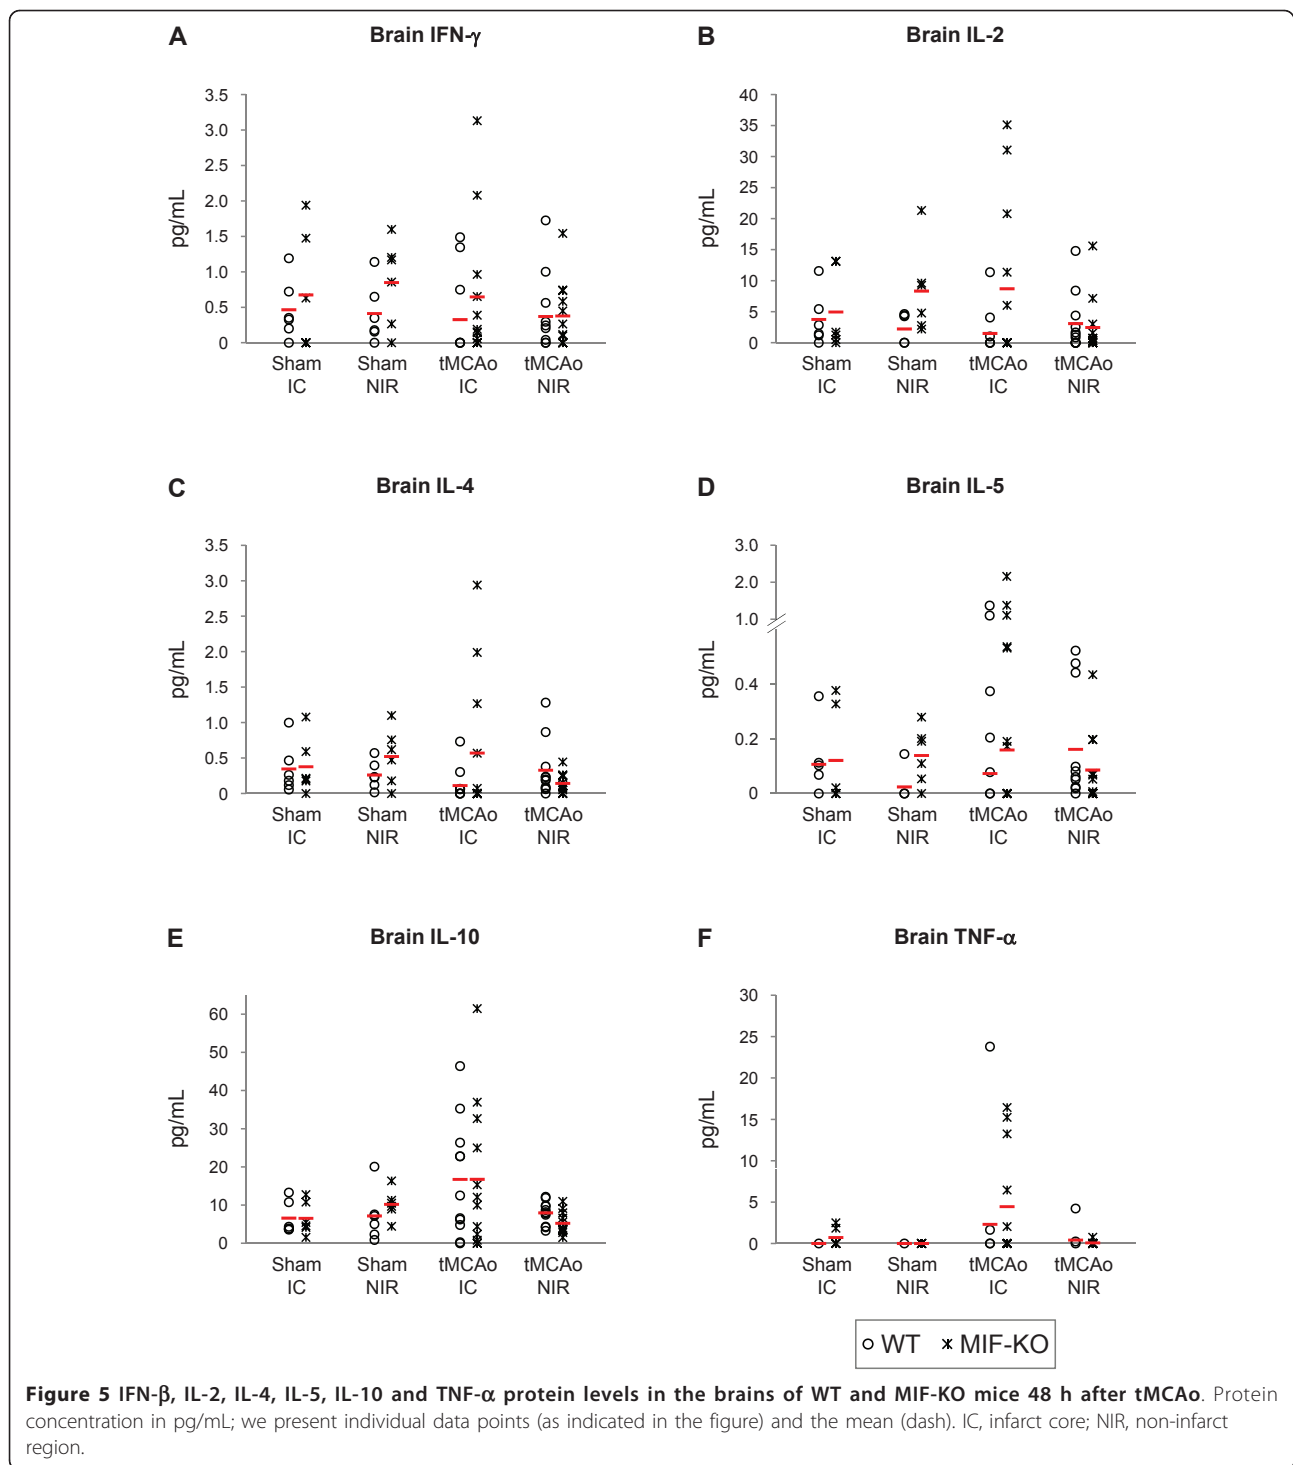 A Brain IFN-γ
3.5
3.0
2.5
2.0
1.5
1.0
0.5
0
pg/mL
Sham Sham tMCAo tMCAo
IC NIR IC NIR
B Brain IL-2
40
35
30
25
20
15
10
5
0
pg/mL
Sham Sham tMCAo tMCAo
IC NIR IC NIR
C Brain IL-4
3.5
3.0
2.5
2.0
1.5
1.0
0.5
0
pg/mL
Sham Sham tMCAo tMCAo
IC NIR IC NIR
D Brain IL-5
3.0
2.0
1.0
0.4
0.2
0
pg/mL
Sham Sham tMCAo tMCAo
IC NIR IC NIR
E Brain IL-10
60
50
40
30
20
10
0
pg/mL
Sham Sham tMCAo tMCAo
IC NIR IC NIR
F Brain TNF-α
30
25
20
15
10
5
0
pg/mL
Sham Sham tMCAo tMCAo
IC NIR IC NIR
WT MIF-KO
Figure 5 IFN-β, IL-2, IL-4, IL-5, IL-10 and TNF-α protein levels in the brains of WT and MIF-KO mice 48 h after tMCAo. Protein
concentration in pg/mL; we present individual data points (as indicated in the figure) and the mean (dash). IC, infarct core; NIR, non-infarct
region.